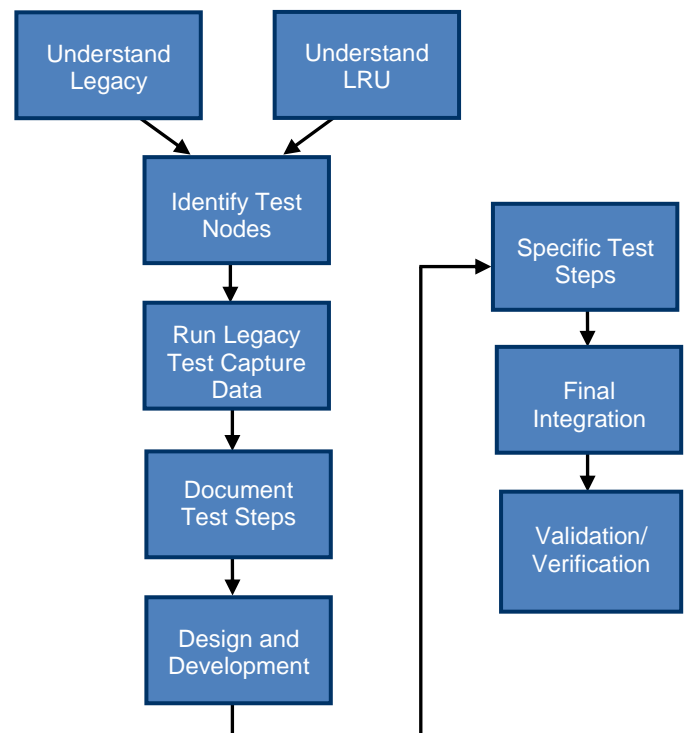 Understand
Legacy
Understand
LRU
Identify Test
Nodes
Run Legacy
Test Capture
Data
Document
Test Steps
Design and
Development
Specific Test
Steps
Final
Integration
Validation/
Verification